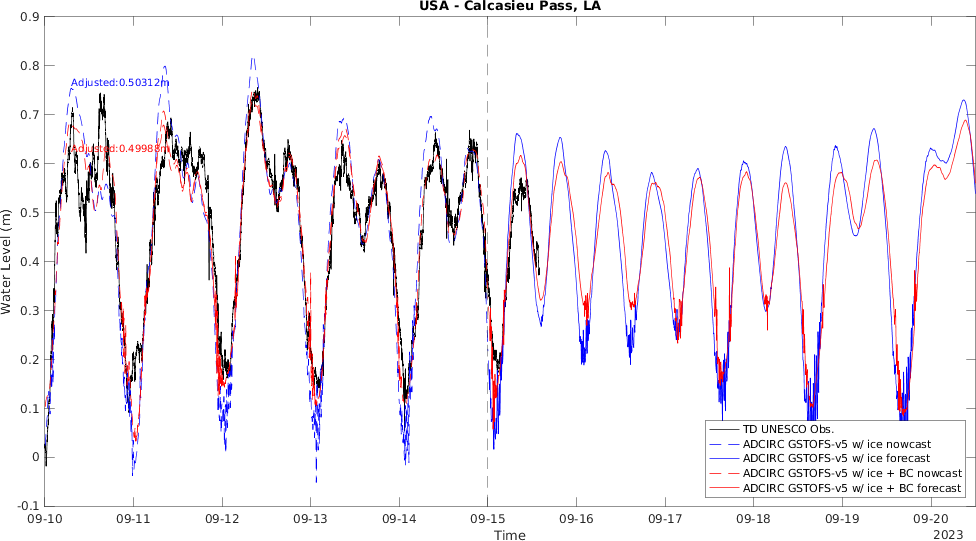 USA - Calcasieu Pass, LA
0.9
0.8
0.7
0.6
0.5
0.4
0.3
0.2
0.1
0
-0.1
Water Level (m)
Adjusted:0.50312m
Adjusted:0.49988m
TD UNESCO Obs.
ADCIRC GSTOFS-v5 w/ ice nowcast
ADCIRC GSTOFS-v5 w/ ice forecast
ADCIRC GSTOFS-v5 w/ ice + BC nowcast
ADCIRC GSTOFS-v5 w/ ice + BC forecast
09-10 09-11 09-12 09-13 09-14 09-15 09-16 09-17 09-18 09-19 09-20
Time
2023